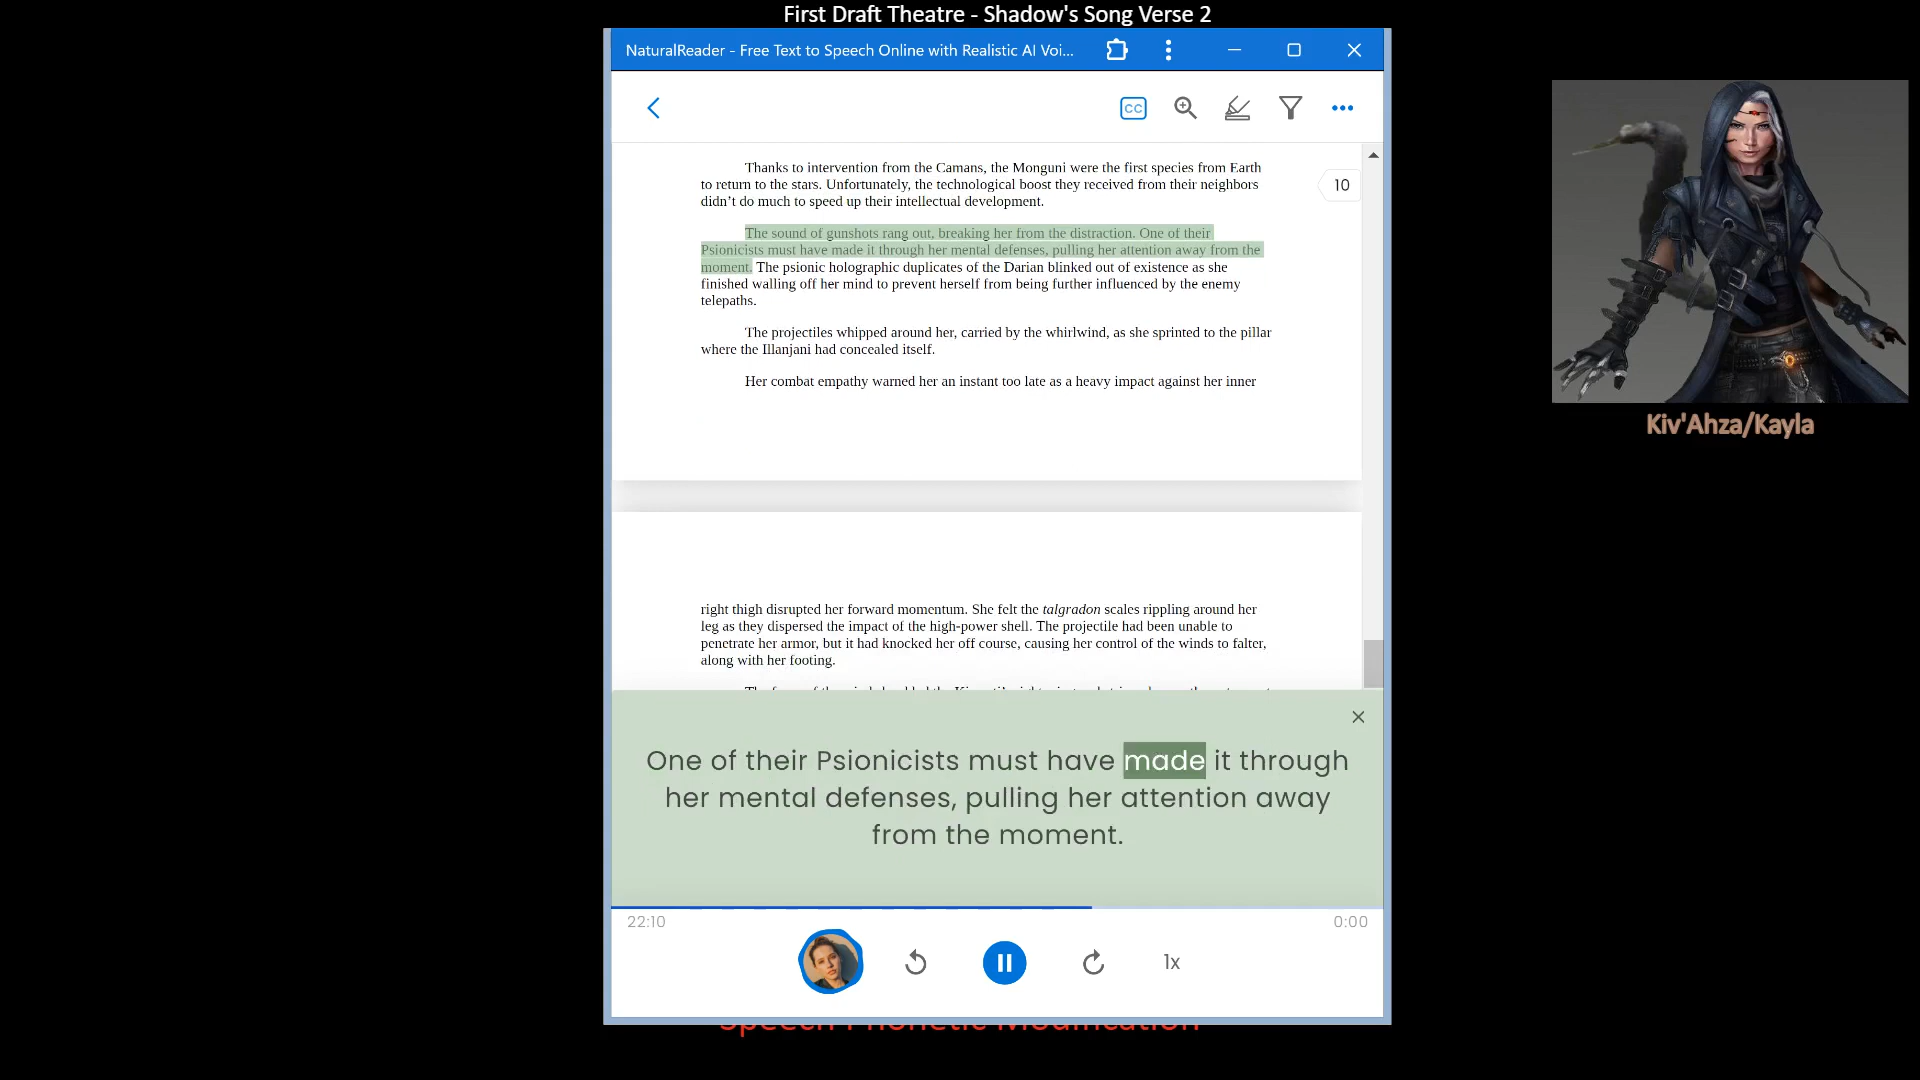 First Draft Theatre - Shadow's Song Verse 2
NaturalReader - Free Text to Speech Online with Realistic AI Voi...
CC
10
Thanks to intervention from the Camans, the Monguni were the first species from Earth
to return to the stars. Unfortunately, the technological boost they received from their neighbors
didn’t do much to speed up their intellectual development.
The sound of gunshots rang out, breaking her from the distraction. One of their
Psionicists must have made it through her mental defenses, pulling her attention away from the
moment. The psionic holographic duplicates of the Darian blinked out of existence as she
finished walling off her mind to prevent herself from being further influenced by the enemy
telepaths.
The projectiles whipped around her, carried by the whirlwind, as she sprinted to the pillar
where the Illanjani had concealed itself.
Her combat empathy warned her an instant too late as a heavy impact against her inner
right thigh disrupted her forward momentum. She felt the talgradon scales rippling around her
leg as they dispersed the impact of the high-power shell. The projectile had been unable to
penetrate her armor, but it had knocked her off course, causing her control of the winds to falter,
along with her footing.
One of their Psionicists must have made it through
her mental defenses, pulling her attention away
from the moment.
22:10
0:00
1x
Speech Phonetic Modification
Kiv'Ahza/Kayla